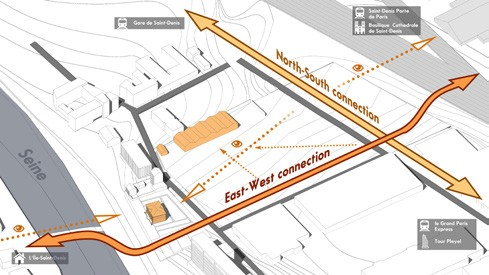 Gare de Saint-Denis
Saint-Denis Porte
de Paris
Basilique Cathédrale
de Saint-Denis
North-South connection
East-West connection
Seine
L'Île-Saint-Denis
le Grand Paris
Express
Tour Pleyel